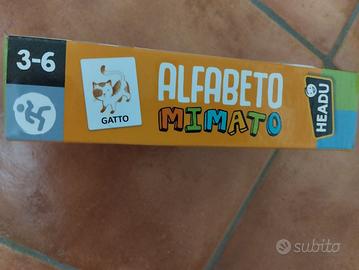 3-6
GATTO
ALFABETO
MIMATO
HEADU
subito